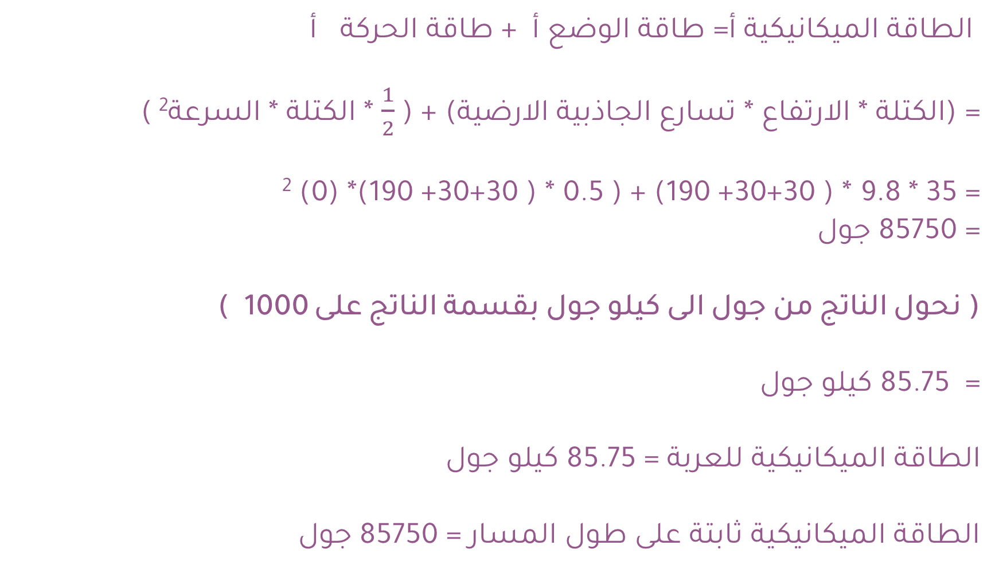 الطاقة الميكانيكية أ= طاقة الوضع أ + طاقة الحركة أ
= (الكتلة * الارتفاع * تسارع الجاذبية الارضية) + ( 1/2 * الكتلة * السرعة² )
= 35 * 9.8 * ( 30+30+ 190) + ( 0.5 * ( 30+30+ 190)* (0) ²
= 85750 جول
( نحول الناتج من جول الى كيلو جول بقسمة الناتج على 1000 )
= 85.75 كيلو جول
الطاقة الميكانيكية للعربة = 85.75 كيلو جول
الطاقة الميكانيكية ثابتة على طول المسار = 85750 جول